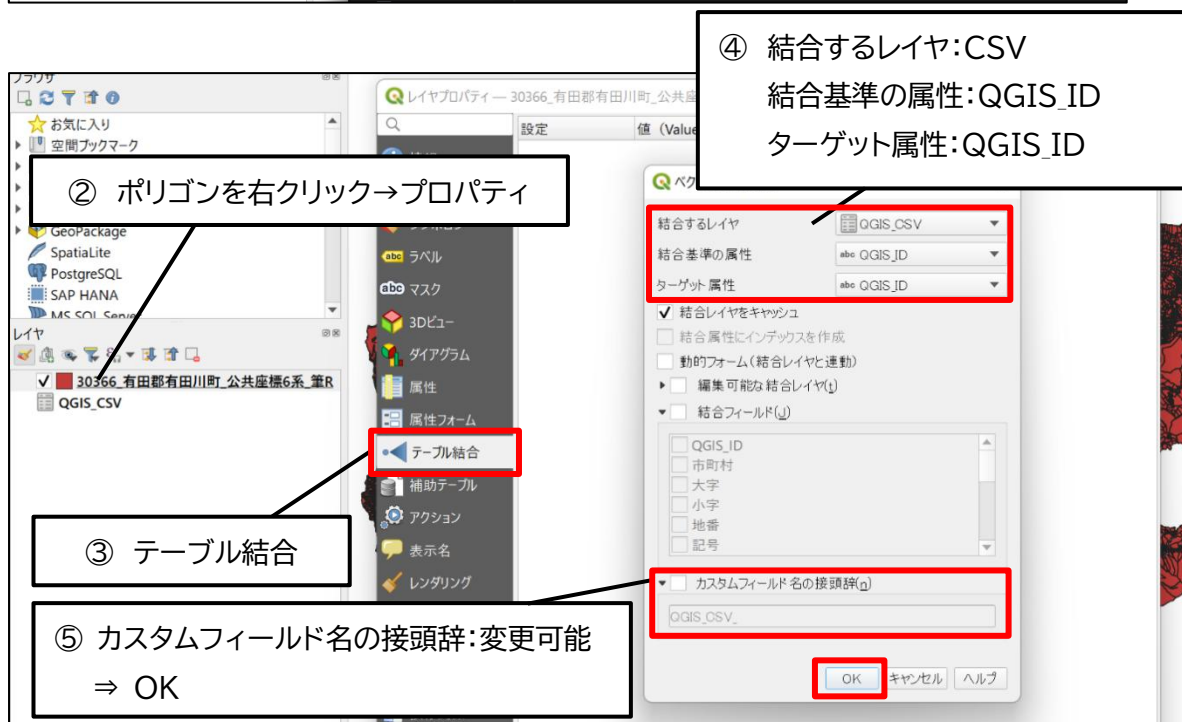 ④ 結合するレイヤ：CSV
結合基準の属性：QGIS_ID
ターゲット属性：QGIS_ID
ブラウザ
お気に入り
空間ブックマーク
② ポリゴンを右クリック→プロパティ
GeoPackage
SpatiaLite
PostgreSQL
SAP HANA
MS SQL Server
レイヤ
30366_有田郡有田川町_公共座標6系_筆R
QGIS_CSV
レイヤプロパティ — 30366_有田郡有田川町_公共座
設定 値 (Value
ラベル
マスク
3Dビュー
ダイアグラム
属性
属性フォーム
テーブル結合
補助テーブル
アクション
表示名
レンダリング
③ テーブル結合
⑤ カスタムフィールド名の接頭辞：変更可能
⇒ OK
結合するレイヤ QGIS_CSV
結合基準の属性 abc QGIS_ID
ターゲット属性 abc QGIS_ID
結合レイヤをキャッシュ
結合属性にインデックスを作成
動的フォーム(結合レイヤと連動)
編集可能な結合レイヤ(t)
結合フィールド(J)
QGIS_ID
市町村
大字
小字
地番
記号
カスタムフィールド名の接頭辞(n)
QGIS_CSV_
OK キャンセル ヘルプ